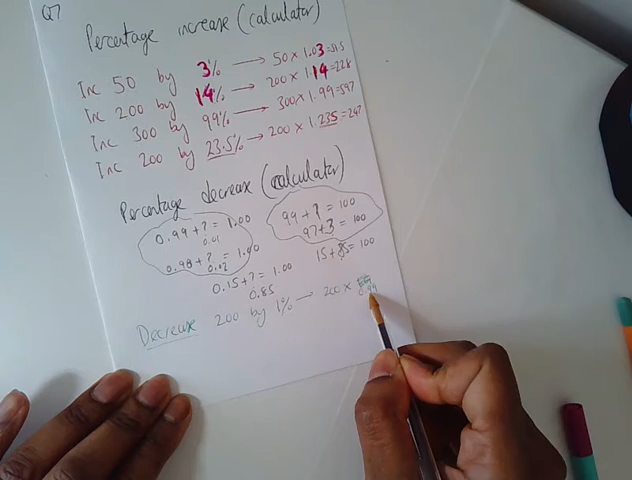 Q7
Percentage increase (calculator)
Inc 50 by 3% → 50 × 1.03 = 51.5
Inc 200 by 14% → 200 × 1.14 = 228
Inc 300 by 99% → 300 × 1.99 = 597
Inc 200 by 23.5% → 200 × 1.235 = 247
Percentage decrease (calculator)
0.99 + ? = 1.00
0.01
0.98 + ? = 1.00
0.02
0.15 + ? = 1.00
0.85
99 + ? = 100
97 + 3 = 100
15 + 85 = 100
Decrease 200 by 1% → 200 ×
0.99